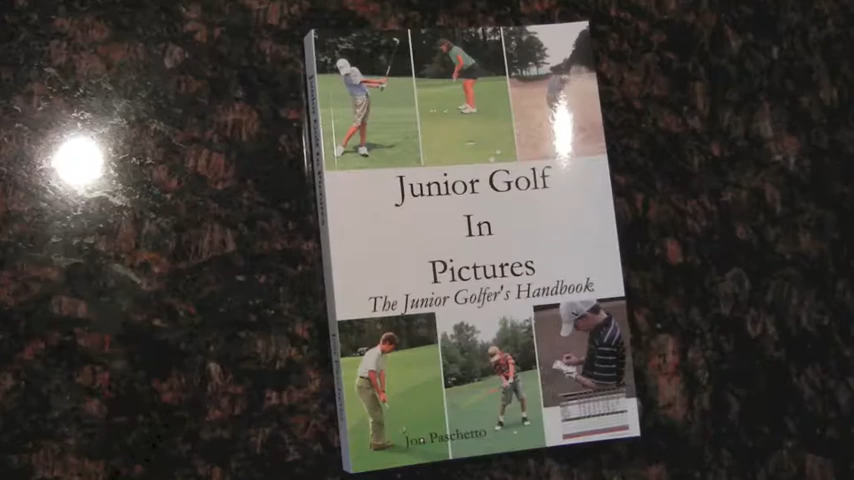 Junior Golf
In
Pictures
The Junior Golfer's Handbook
Jon Paschetto